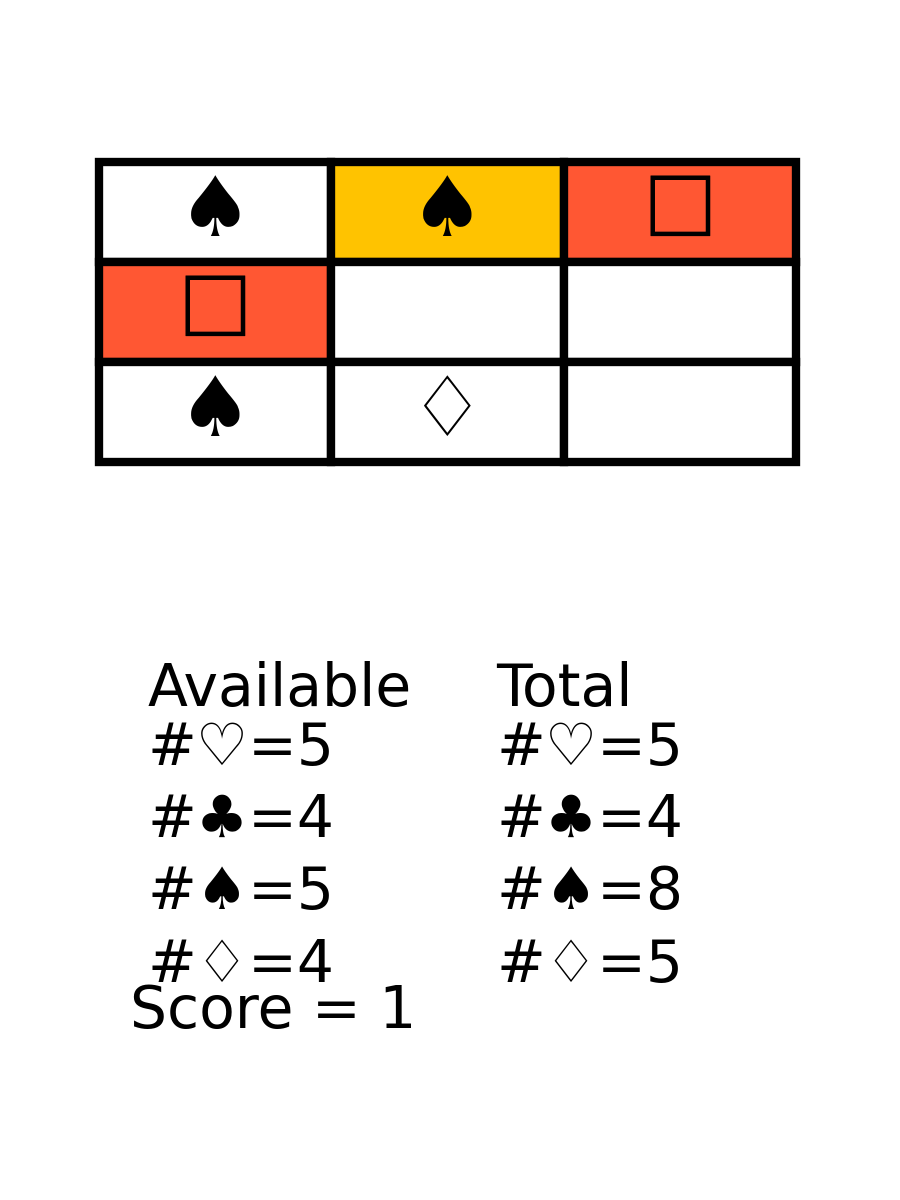 ♠ ♠ □
□
♠ ♢
Available Total
#♡=5 #♡=5
#♣=4 #♣=4
#♠=5 #♠=8
#♢=4 #♢=5
Score = 1